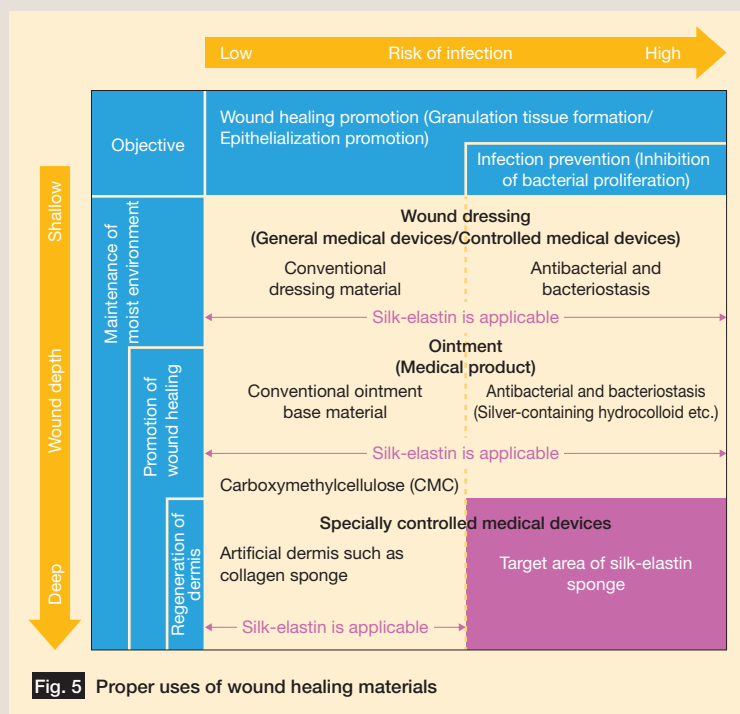 Low Risk of infection High
Objective
Wound healing promotion (Granulation tissue formation/
Epithelialization promotion)
Infection prevention (Inhibition
of bacterial proliferation)
Shallow
Wound depth
Deep
Maintenance of
moist environment
Promotion of
wound healing
Regeneration of
dermis
Wound dressing
(General medical devices/Controlled medical devices)
Conventional
dressing material
Antibacterial and
bacteriostasis
Silk-elastin is applicable
Ointment
(Medical product)
Conventional ointment
base material
Antibacterial and bacteriostasis
(Silver-containing hydrocolloid etc.)
Silk-elastin is applicable
Carboxymethylcellulose (CMC)
Specially controlled medical devices
Artificial dermis such as
collagen sponge
Target area of silk-elastin
sponge
Silk-elastin is applicable
Fig. 5 Proper uses of wound healing materials